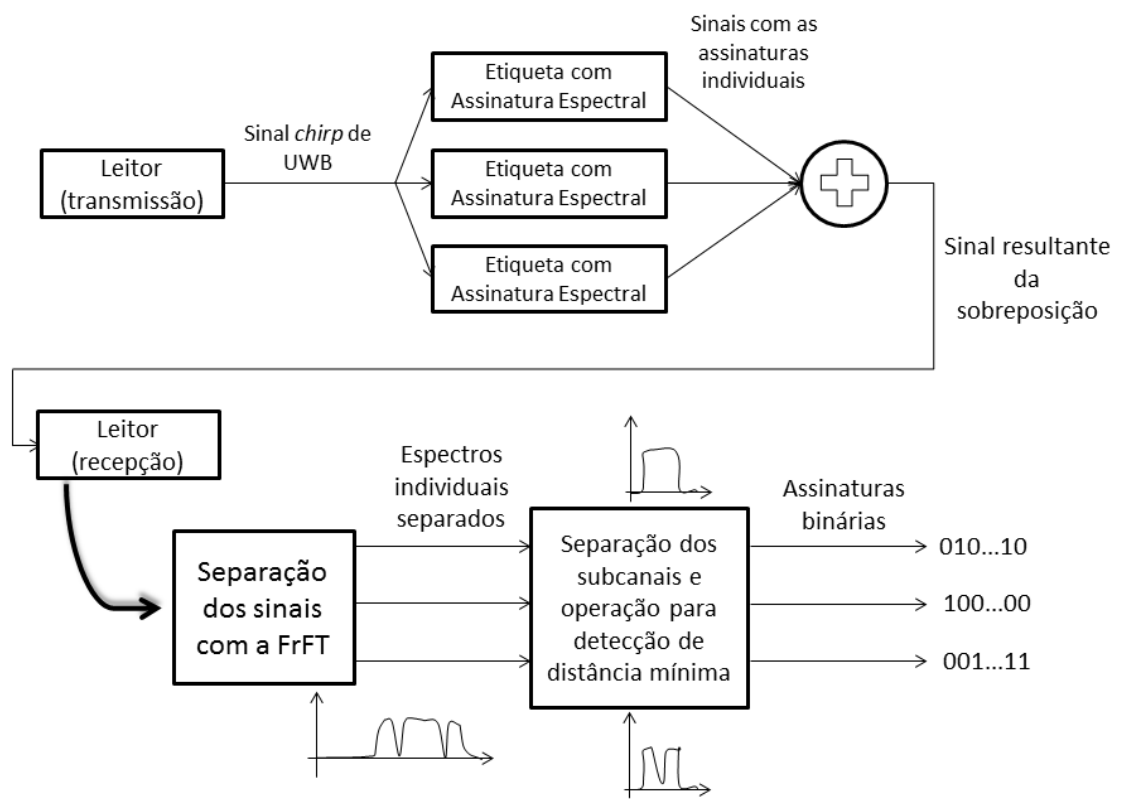 Sinais com as
assinaturas
individuais
Etiqueta com
Assinatura Espectral
Sinal chirp de
UWB
Leitor
(transmissão)
Etiqueta com
Assinatura Espectral
Etiqueta com
Assinatura Espectral
Sinal resultante
da
sobreposição
Leitor
(recepção)
Espectros
individuais
separados
Assinaturas
binárias
Separação
dos sinais
com a FrFT
Separação dos
subcanais e
operação para
detecção de
distância mínima
010...10
100...00
001...11